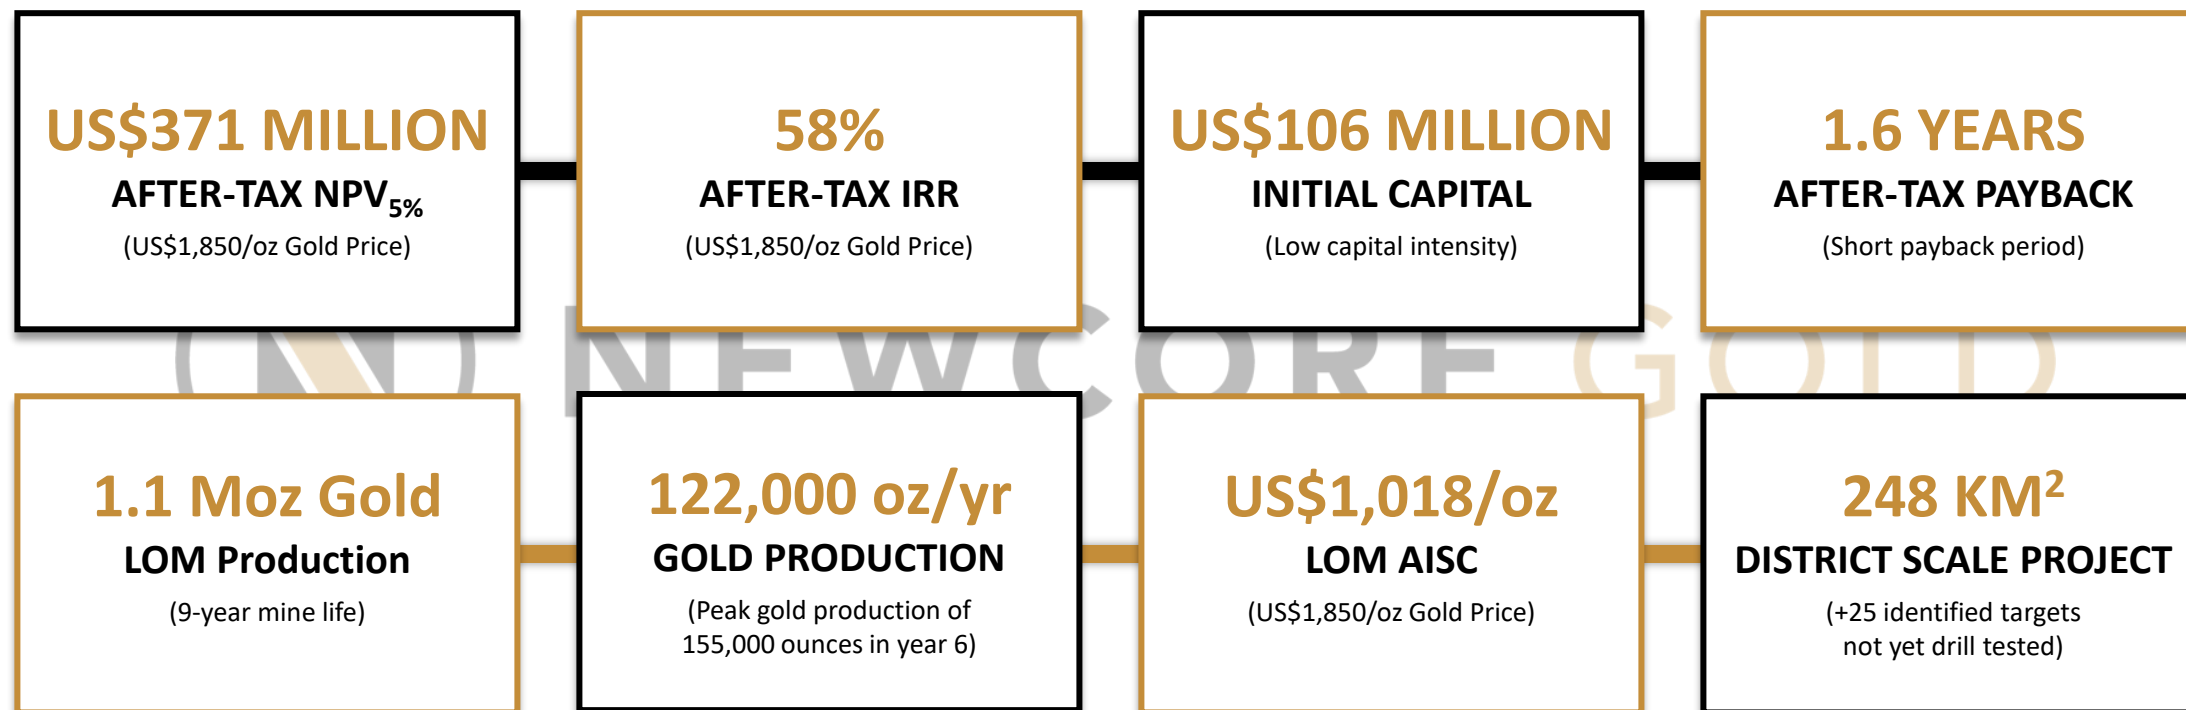 US$371 MILLION
AFTER-TAX NPV5%
(US$1,850/oz Gold Price)
58%
AFTER-TAX IRR
(US$1,850/oz Gold Price)
US$106 MILLION
INITIAL CAPITAL
(Low capital intensity)
1.6 YEARS
AFTER-TAX PAYBACK
(Short payback period)
NEWCORE GOLD
1.1 Moz Gold
LOM Production
(9-year mine life)
122,000 oz/yr
GOLD PRODUCTION
(Peak gold production of
155,000 ounces in year 6)
US$1,018/oz
LOM AISC
(US$1,850/oz Gold Price)
248 KM²
DISTRICT SCALE PROJECT
(+25 identified targets
not yet drill tested)